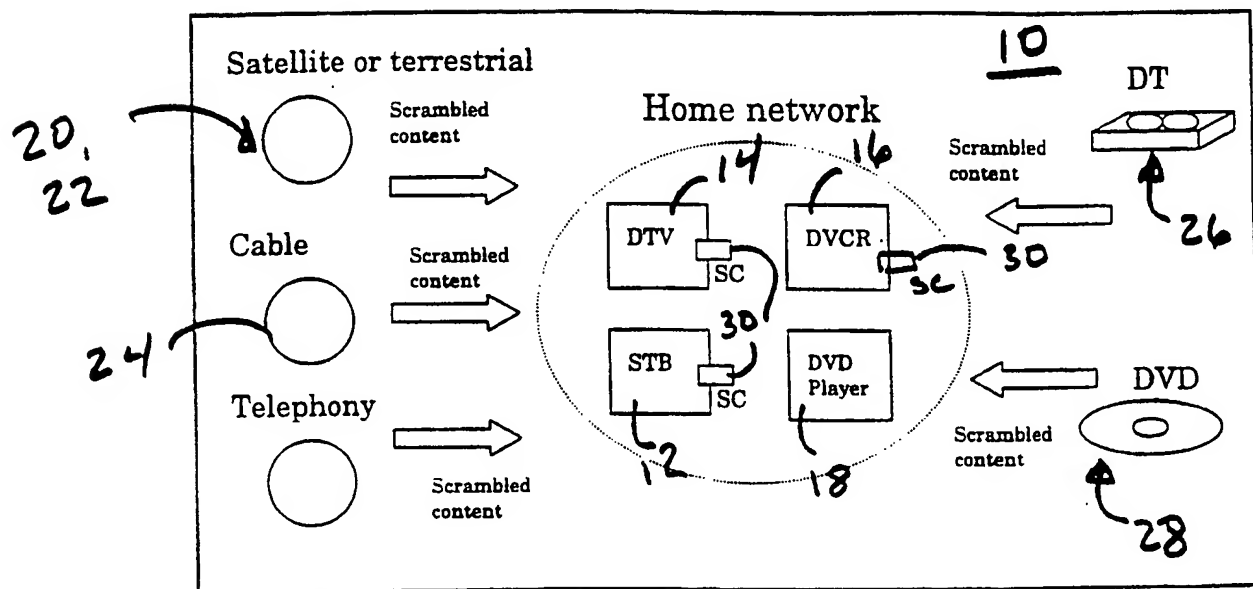 10
Satellite or terrestrial
DT
Scrambled
content
Home network
20,
22
14
16
Scrambled
content
26
DTV
SC
DVCR
SC
30
Cable
Scrambled
content
30
24
STB
SC
DVD
Player
DVD
Telephony
12
18
Scrambled
content
Scrambled
content
28